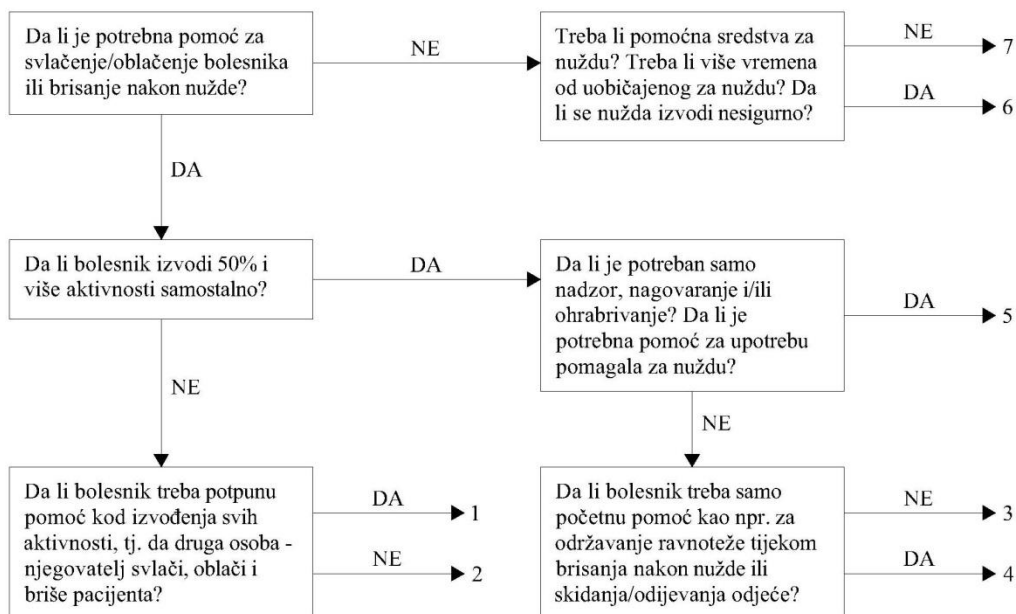 Da li je potrebna pomoć za
svlačenje/oblačenje bolesnika
ili brisanje nakon nužde?
NE
Treba li pomoćna sredstva za
nuždu? Treba li više vremena
od uobičajenog za nuždu? Da
li se nužda izvodi nesigurno?
NE
7
DA
6
DA
Da li bolesnik izvodi 50% i
više aktivnosti samostalno?
DA
Da li je potreban samo
nadzor, nagovaranje i/ili
ohrabrivanje? Da li je
potrebna pomoć za upotrebu
pomagala za nuždu?
DA
5
NE
NE
Da li bolesnik treba potpunu
pomoć kod izvođenja svih
aktivnosti, tj. da druga osoba -
njegovatelj svlači, oblači i
briše pacijenta?
DA
1
NE
2
Da li bolesnik treba samo
početnu pomoć kao npr. za
održavanje ravnoteže tijekom
brisanja nakon nužde ili
skidanja/odijevanja odjeće?
NE
3
DA
4